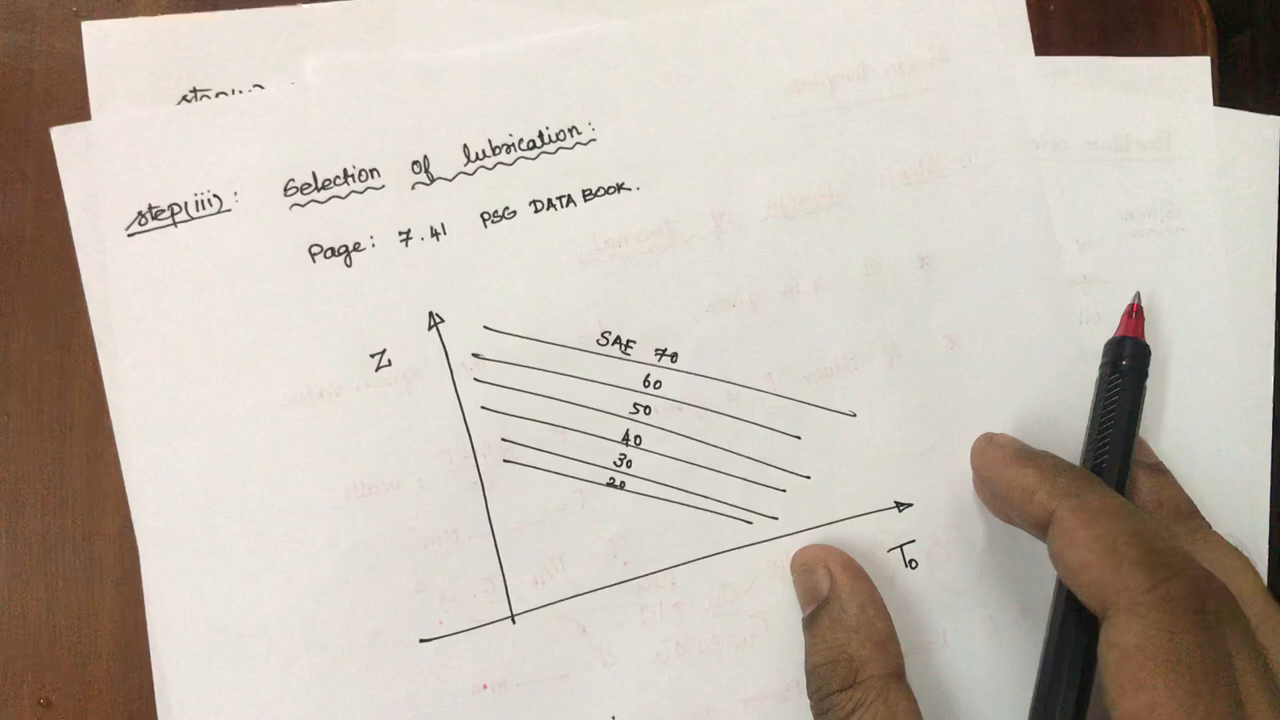 step(iii): Selection of lubrication:
Page: 7.41 PSG DATA BOOK.
Z
SAE 70
60
50
40
30
20
To